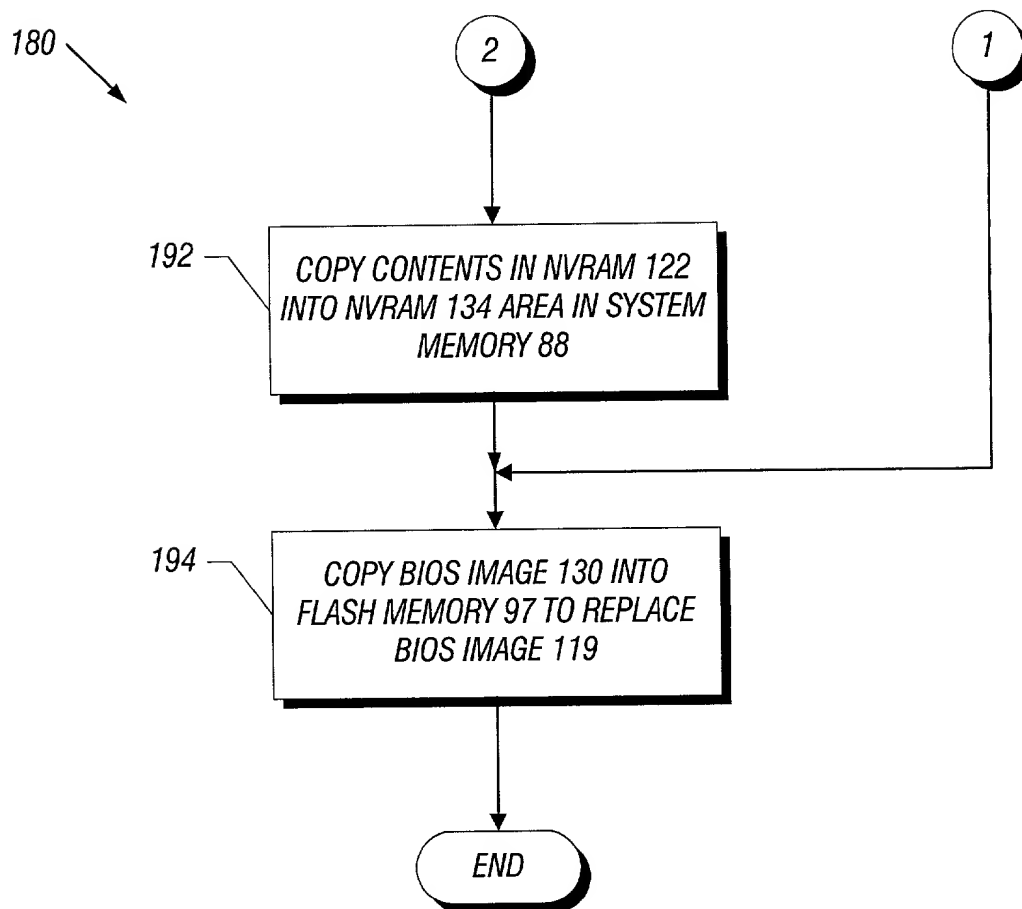 180
2
1
192
COPY CONTENTS IN NVRAM 122
INTO NVRAM 134 AREA IN SYSTEM
MEMORY 88
194
COPY BIOS IMAGE 130 INTO
FLASH MEMORY 97 TO REPLACE
BIOS IMAGE 119
END